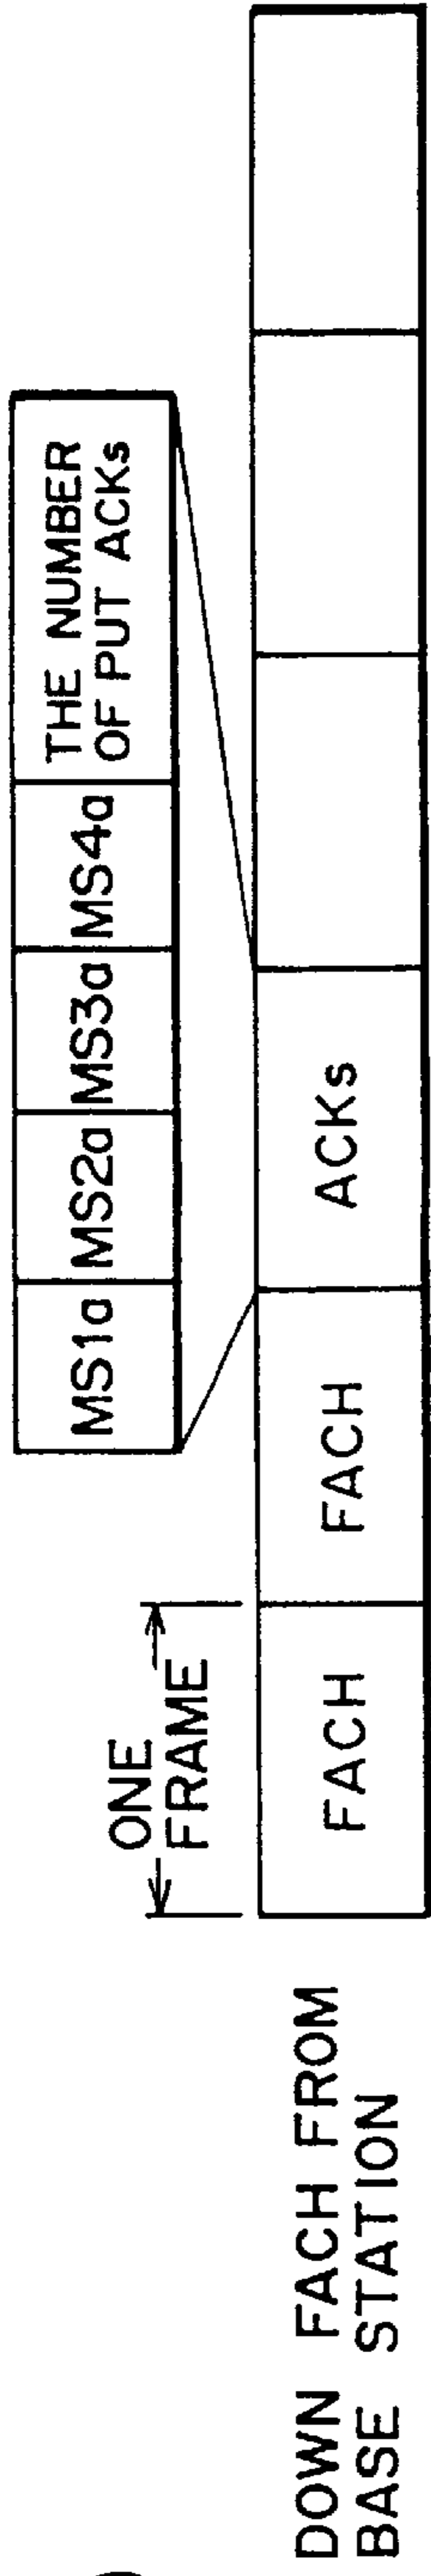 MS1a MS2a MS3a MS4a THE NUMBER
OF PUT ACKs
ONE
FRAME
DOWN FACH FROM
BASE STATION
FACH FACH ACKs